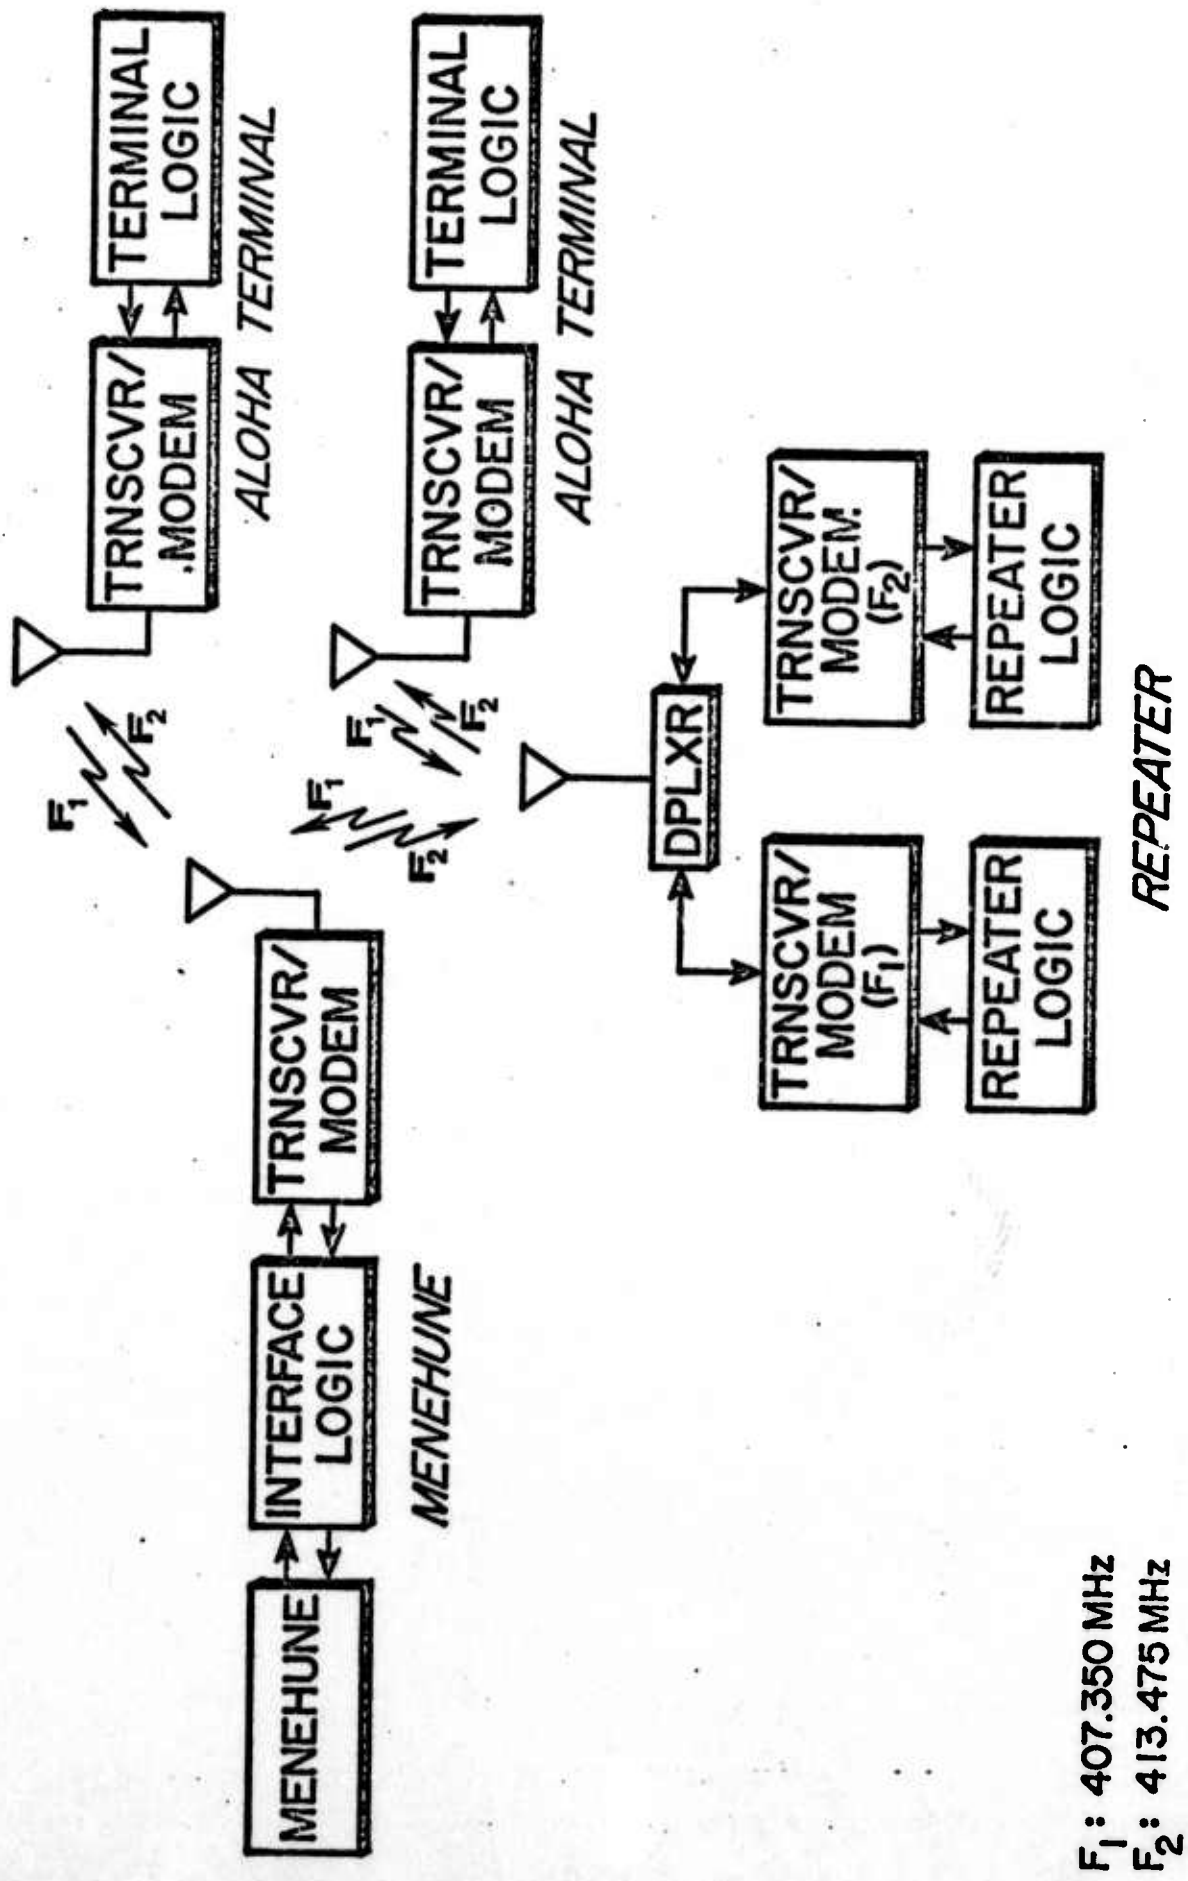 MENEHUNE
INTERFACE
LOGIC
TRNSCVR/
MODEM
MENEHUNE
F₁
F₂
TRNSCVR/
MODEM
TERMINAL
LOGIC
ALOHA TERMINAL
F₁
F₂
F₁
F₂
TRNSCVR/
MODEM
TERMINAL
LOGIC
ALOHA TERMINAL
DPLXR
TRNSCVR/
MODEM
(F₁)
TRNSCVR/
MODEM
(F₂)
REPEATER
LOGIC
REPEATER
LOGIC
REPEATER
F₁: 407.350 MHz
F₂: 413.475 MHz